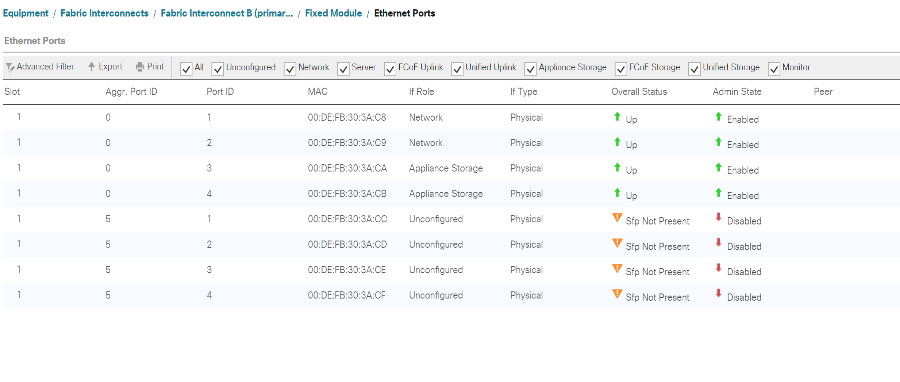 Equipment / Fabric Interconnects / Fabric Interconnect B (primar... / Fixed Module / Ethernet Ports
Ethernet Ports
Advanced Filter Export Print All Unconfigured Network Server FCoE Uplink Unified Uplink Appliance Storage FCoE Storage Unified Storage Monitor
Slot Aggr. Port ID Port ID MAC If Role If Type Overall Status Admin State Peer
1 0 1 00:DE:FB:30:3A:C8 Network Physical Up Enabled
1 0 2 00:DE:FB:30:3A:C9 Network Physical Up Enabled
1 0 3 00:DE:FB:30:3A:CA Appliance Storage Physical Up Enabled
1 0 4 00:DE:FB:30:3A:CB Appliance Storage Physical Up Enabled
1 5 1 00:DE:FB:30:3A:CC Unconfigured Physical Sfp Not Present Disabled
1 5 2 00:DE:FB:30:3A:CD Unconfigured Physical Sfp Not Present Disabled
1 5 3 00:DE:FB:30:3A:CE Unconfigured Physical Sfp Not Present Disabled
1 5 4 00:DE:FB:30:3A:CF Unconfigured Physical Sfp Not Present Disabled